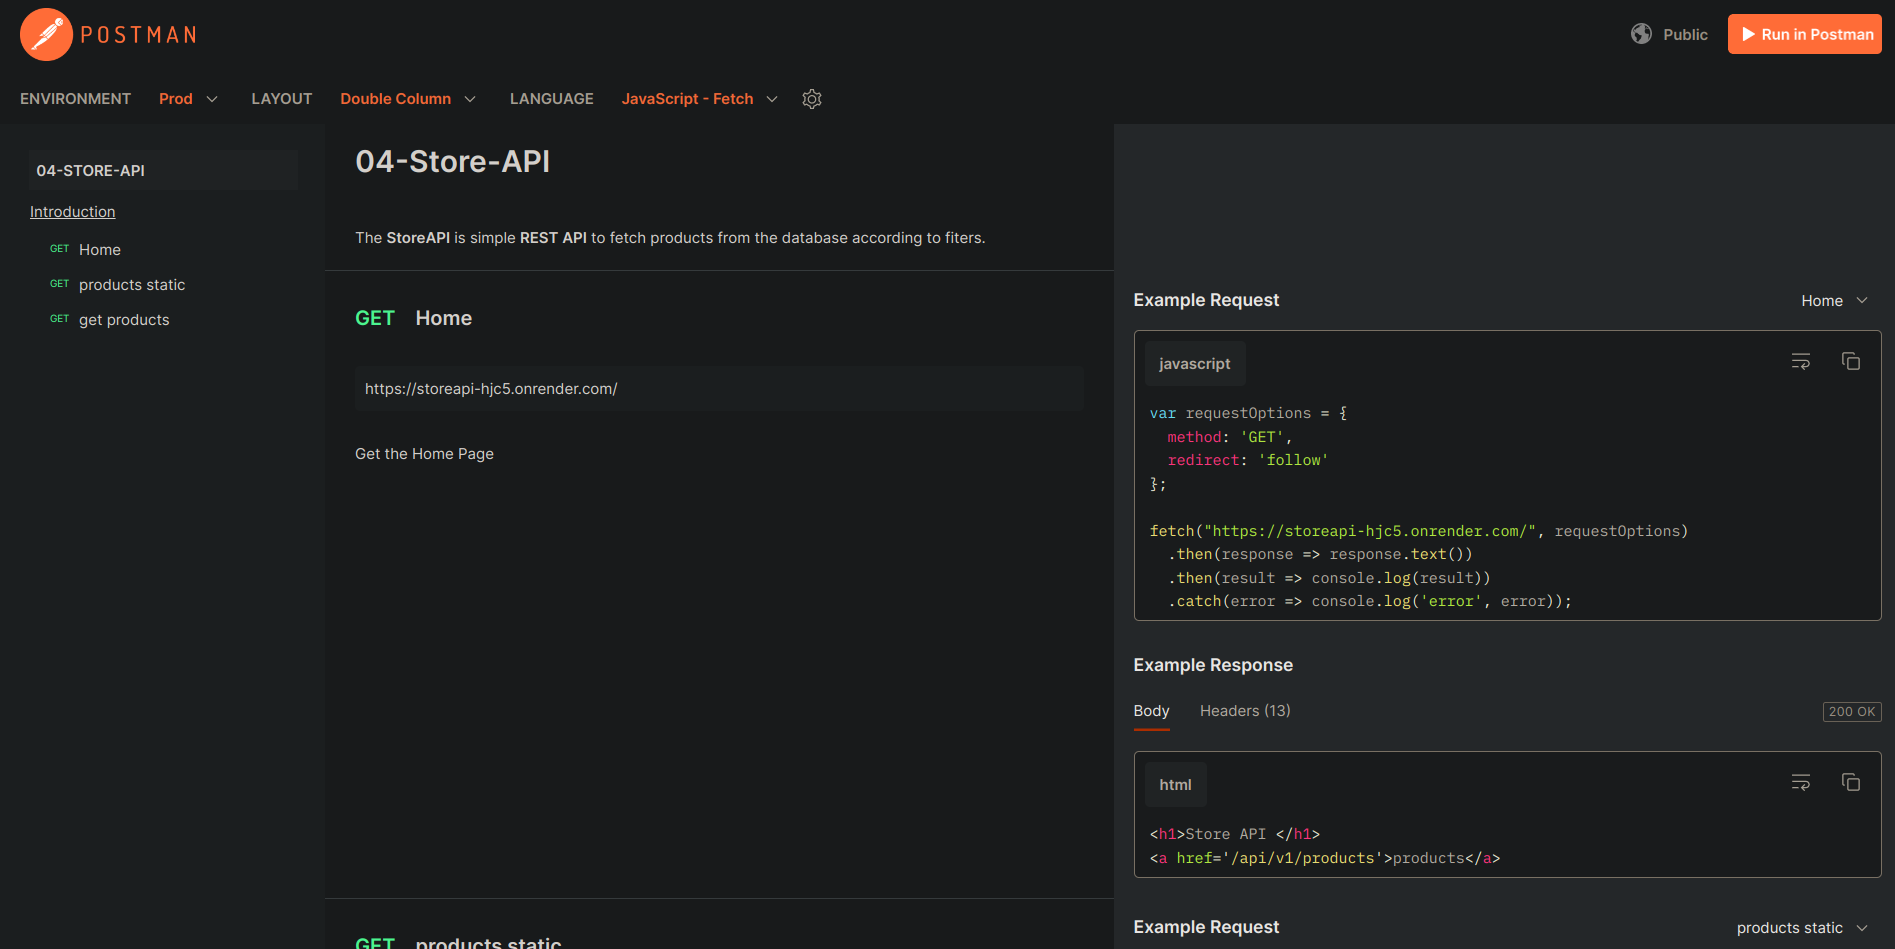 POSTMAN
Public
Run in Postman
ENVIRONMENT Prod LAYOUT Double Column LANGUAGE JavaScript - Fetch
04-STORE-API
Introduction
GET Home
GET products static
GET get products
04-Store-API
The StoreAPI is simple REST API to fetch products from the database according to fiters.
GET Home
https://storeapi-hjc5.onrender.com/
Get the Home Page
GET products static
Example Request
Home
javascript
var requestOptions = {
  method: 'GET',
  redirect: 'follow'
};
fetch("https://storeapi-hjc5.onrender.com/", requestOptions)
  .then(response => response.text())
  .then(result => console.log(result))
  .catch(error => console.log('error', error));
Example Response
Body Headers (13)
200 OK
html
<h1>Store API </h1>
<a href='/api/v1/products'>products</a>
Example Request
products static